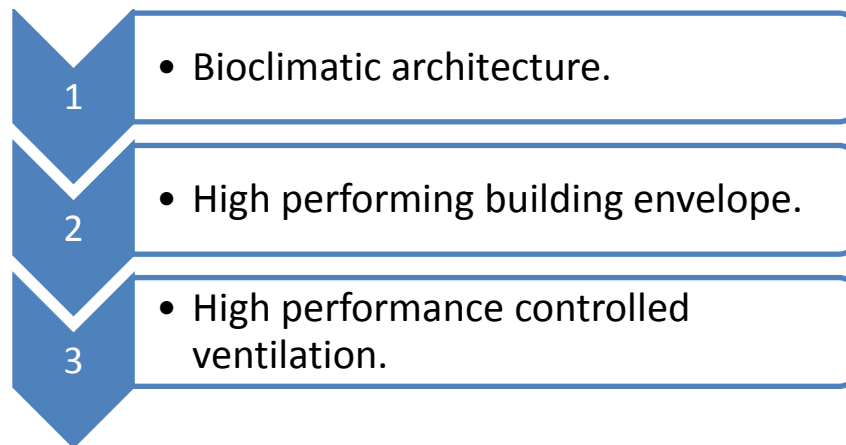 1
• Bioclimatic architecture.
2
• High performing building envelope.
3
• High performance controlled
ventilation.